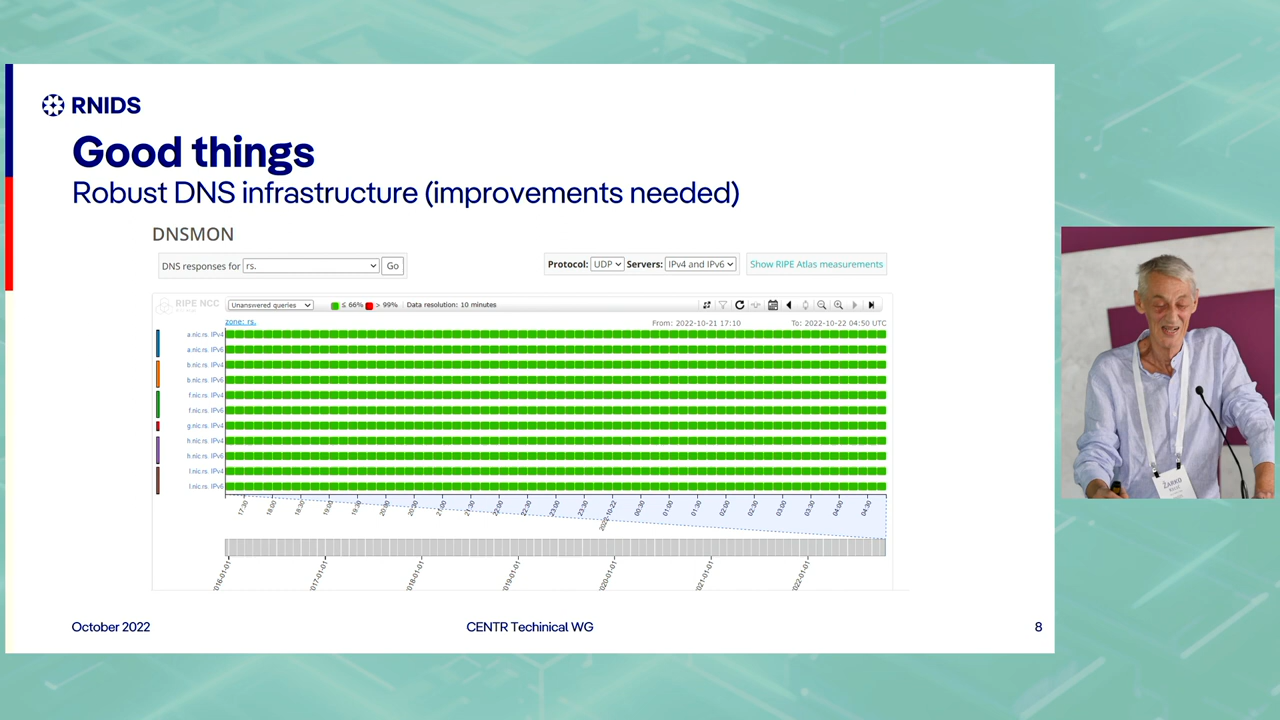 RNIDS
Good things
Robust DNS infrastructure (improvements needed)
DNSMON
DNS responses for rs. Go
Protocol: UDP Servers: IPv4 and IPv6 Show RIPE Atlas measurements
RIPE NCC
Unanswered queries ≤ 66% > 99% Data resolution: 10 minutes
zone: rs. From: 2022-10-21 17:10 To: 2022-10-22 04:50 UTC
a.nic.rs. IPv4
a.nic.rs. IPv6
b.nic.rs. IPv4
b.nic.rs. IPv6
f.nic.rs. IPv4
f.nic.rs. IPv6
g.nic.rs. IPv4
h.nic.rs. IPv4
h.nic.rs. IPv6
l.nic.rs. IPv4
l.nic.rs. IPv6
17:30 18:00 18:30 19:00 19:30 20:00 20:30 21:00 21:30 22:00 22:30 23:00 23:30 2022-10-22 00:30 01:00 01:30 02:00 02:30 03:00 03:30 04:00 04:30
2016-01-01 2017-01-01 2018-01-01 2019-01-01 2020-01-01 2021-01-01 2022-01-01
October 2022 CENTR Techinical WG 8
ŽARKO